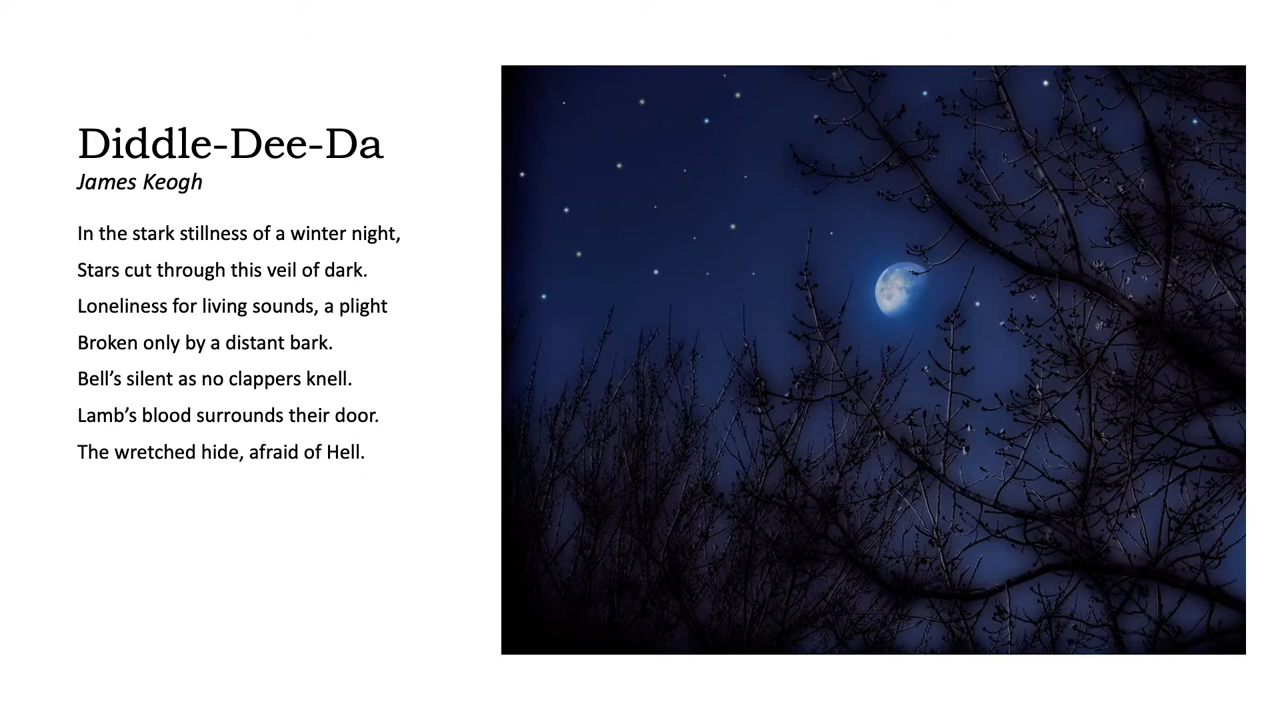 Diddle-Dee-Da
James Keogh
In the stark stillness of a winter night,
Stars cut through this veil of dark.
Loneliness for living sounds, a plight
Broken only by a distant bark.
Bell’s silent as no clappers knell.
Lamb’s blood surrounds their door.
The wretched hide, afraid of Hell.